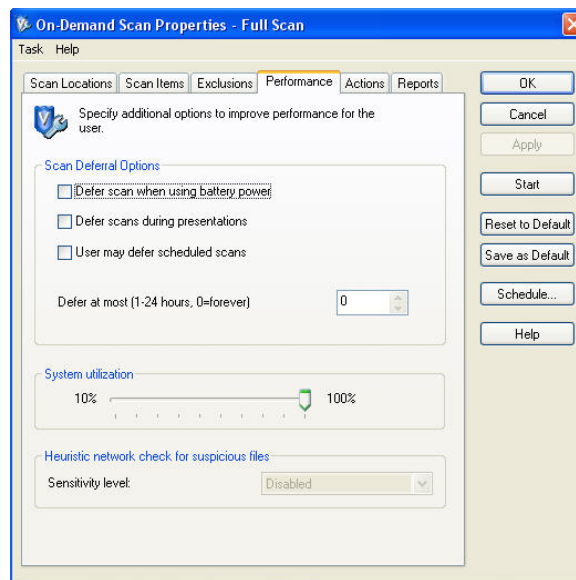 On-Demand Scan Properties - Full Scan
Task Help
Scan Locations Scan Items Exclusions Performance Actions Reports
Specify additional options to improve performance for the
user.
Scan Deferral Options
Defer scan when using battery power
Defer scans during presentations
User may defer scheduled scans
Defer at most (1-24 hours, 0=forever) 0
System utilization
10% 100%
Heuristic network check for suspicious files
Sensitivity level: Disabled
OK
Cancel
Apply
Start
Reset to Default
Save as Default
Schedule...
Help